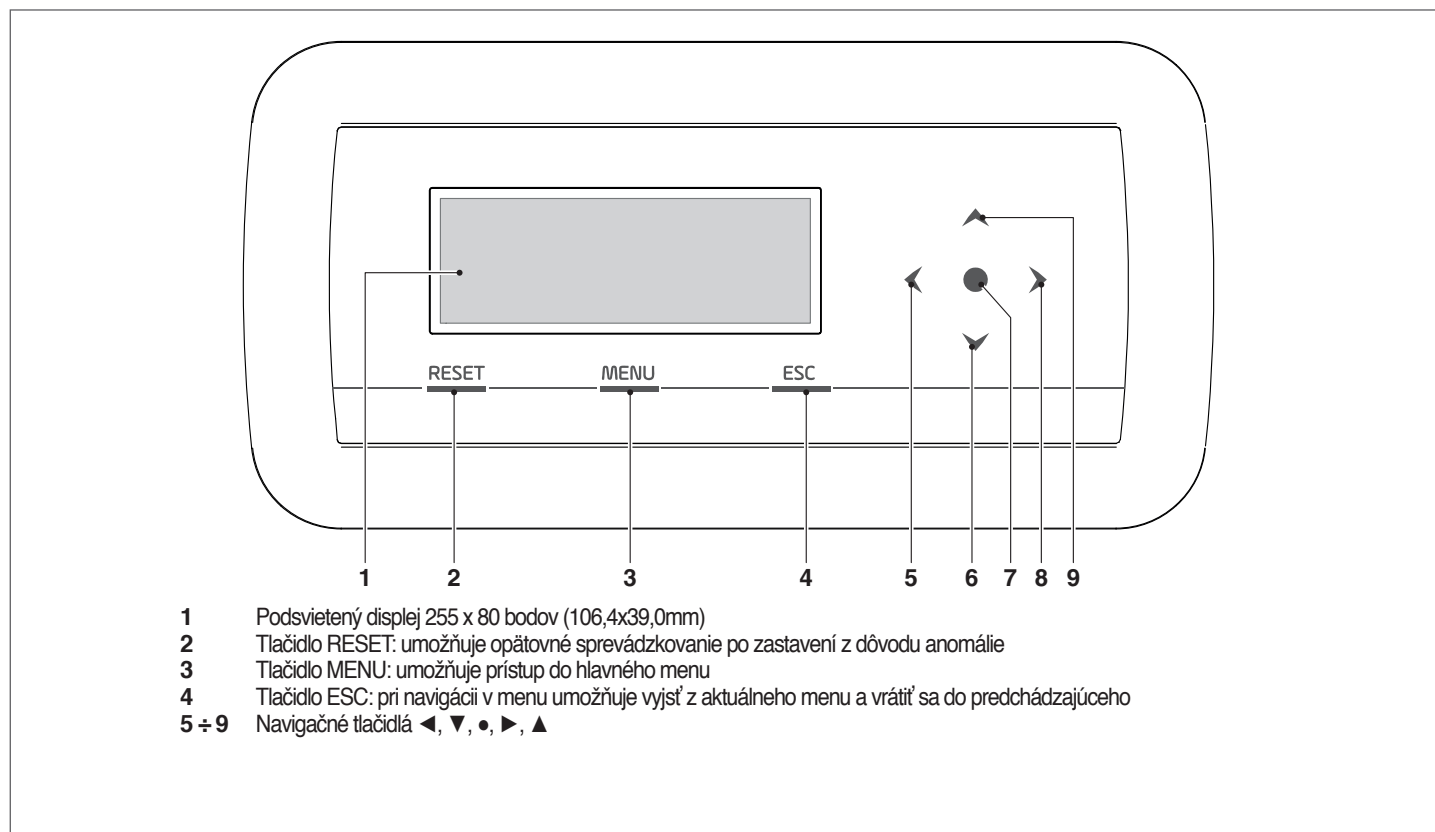 RESET MENU ESC
1 2 3 4 5 6 7 8 9
1 Podsvietený displej 255 x 80 bodov (106,4x39,0mm)
2 Tlačidlo RESET: umožňuje opätovné sprevádzkovanie po zastavení z dôvodu anomálie
3 Tlačidlo MENU: umožňuje prístup do hlavného menu
4 Tlačidlo ESC: pri navigácii v menu umožňuje vyjsť z aktuálneho menu a vrátiť sa do predchádzajúceho
5 ÷ 9 Navigačné tlačidlá ◄, ▼, ●, ►, ▲